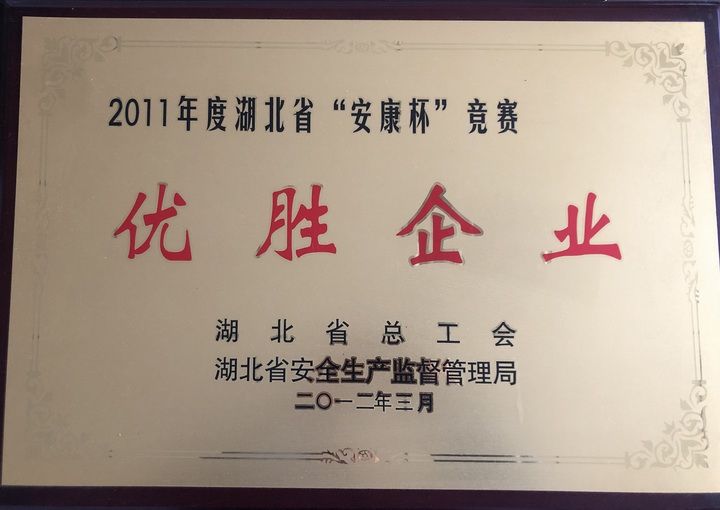 2011年度湖北省“安康杯”竞赛
优胜企业
湖北省总工会
湖北省安全生产监督管理局
二〇一二年三月